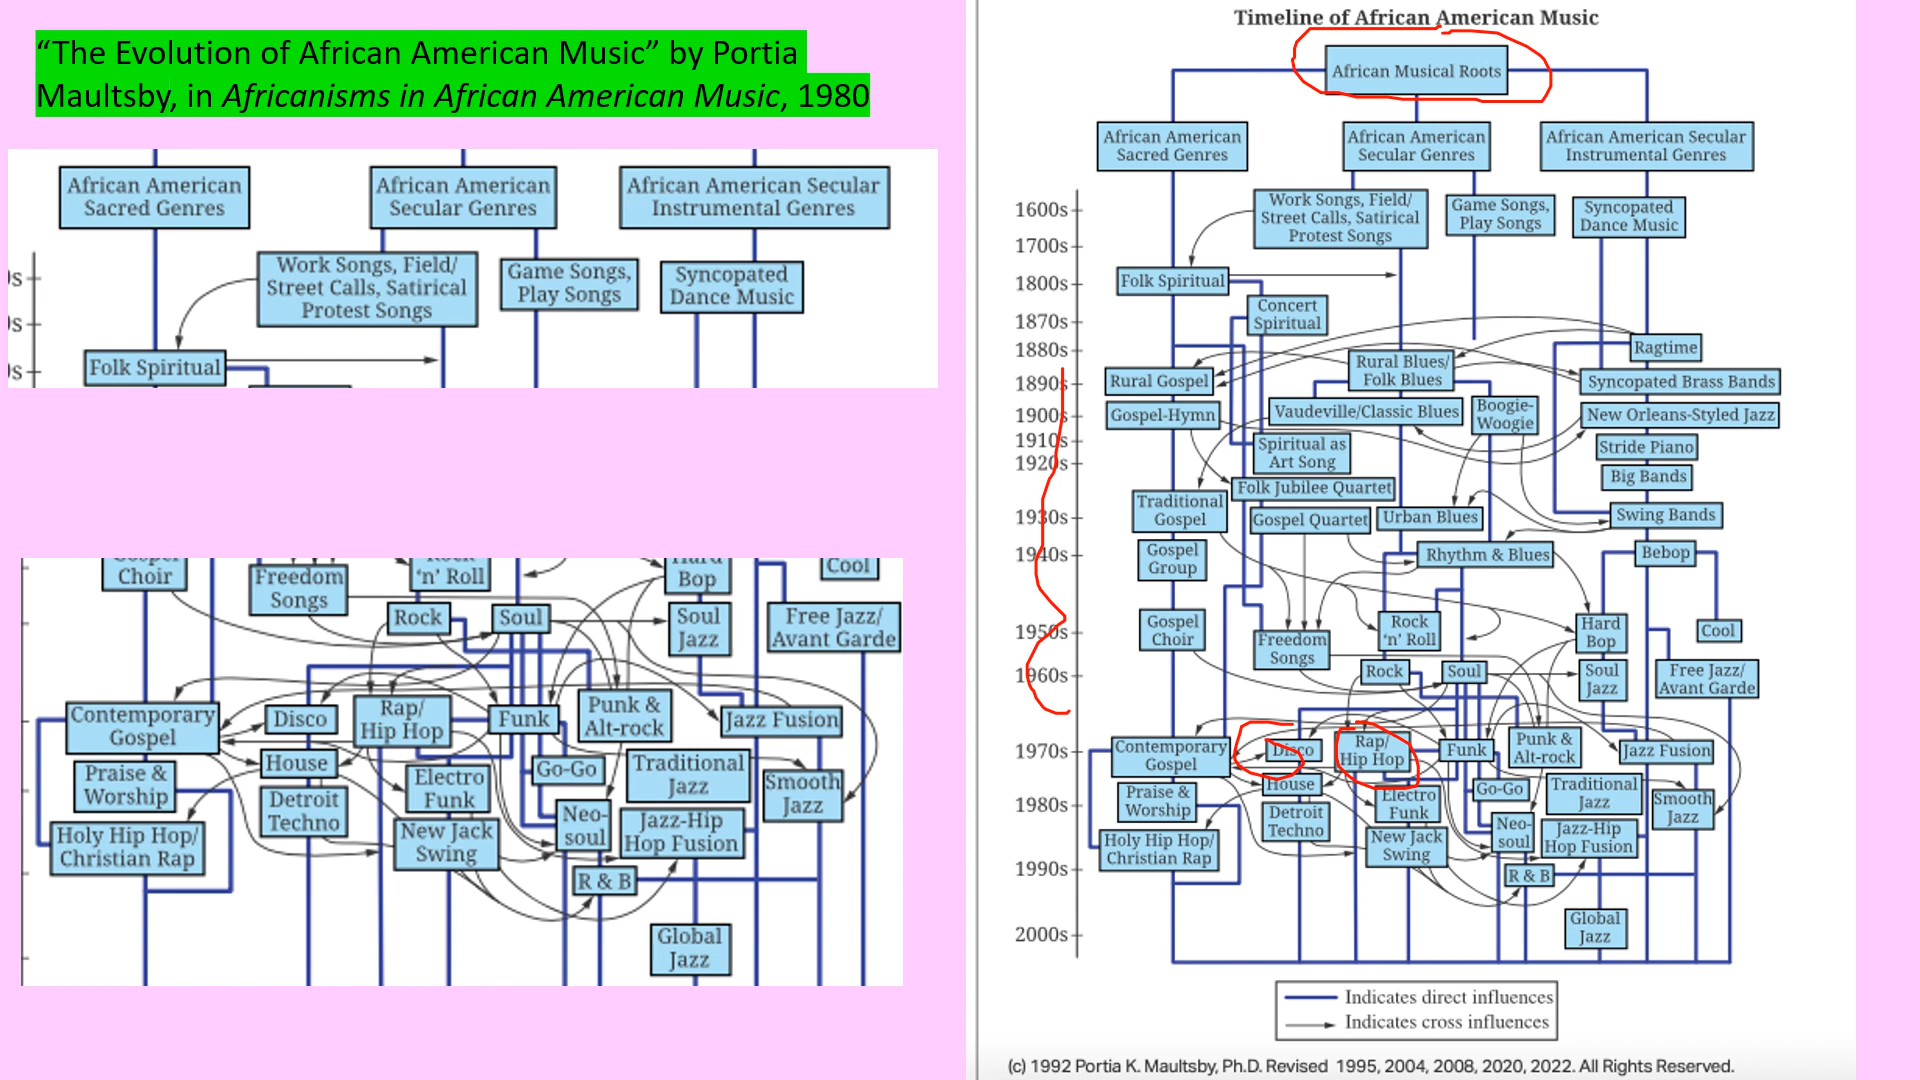 “The Evolution of African American Music” by Portia
Maultsby, in Africanisms in African American Music, 1980
African American
Sacred Genres
African American
Secular Genres
African American Secular
Instrumental Genres
Work Songs, Field/
Street Calls, Satirical
Protest Songs
Game Songs,
Play Songs
Syncopated
Dance Music
0s
0s
0s
Folk Spiritual
Gospel
Choir
Freedom
Songs
Rock
‘n’ Roll
Hard
Bop
Cool
Rock
Soul
Soul
Jazz
Free Jazz/
Avant Garde
Contemporary
Gospel
Disco
Rap/
Hip Hop
Funk
Punk &
Alt-rock
Jazz Fusion
House
Praise &
Worship
Electro
Funk
Go-Go
Traditional
Jazz
Smooth
Jazz
Detroit
Techno
Holy Hip Hop/
Christian Rap
New Jack
Swing
Neo-
soul
Jazz-Hip
Hop Fusion
R & B
Global
Jazz
Timeline of African American Music
African Musical Roots
African American
Sacred Genres
African American
Secular Genres
African American Secular
Instrumental Genres
1600s
Work Songs, Field/
Street Calls, Satirical
Protest Songs
Game Songs,
Play Songs
Syncopated
Dance Music
1700s
1800s
Folk Spiritual
Concert
Spiritual
1870s
1880s
Ragtime
Rural Blues/
Folk Blues
1890s
Rural Gospel
Syncopated Brass Bands
1900s
Gospel-Hymn
Vaudeville/Classic Blues
Boogie-
Woogie
New Orleans-Styled Jazz
1910s
Spiritual as
Art Song
Stride Piano
1920s
Big Bands
Folk Jubilee Quartet
Traditional
Gospel
1930s
Gospel Quartet
Urban Blues
Swing Bands
1940s
Gospel
Group
Rhythm & Blues
Bebop
1950s
Gospel
Choir
Freedom
Songs
Rock
‘n’ Roll
Hard
Bop
Cool
1960s
Rock
Soul
Soul
Jazz
Free Jazz/
Avant Garde
1970s
Contemporary
Gospel
Disco
Rap/
Hip Hop
Funk
Punk &
Alt-rock
Jazz Fusion
House
1980s
Praise &
Worship
Electro
Funk
Go-Go
Traditional
Jazz
Smooth
Jazz
Detroit
Techno
Holy Hip Hop/
Christian Rap
New Jack
Swing
Neo-
soul
Jazz-Hip
Hop Fusion
1990s
R & B
2000s
Global
Jazz
Indicates direct influences
Indicates cross influences
(c) 1992 Portia K. Maultsby, Ph.D. Revised 1995, 2004, 2008, 2020, 2022. All Rights Reserved.